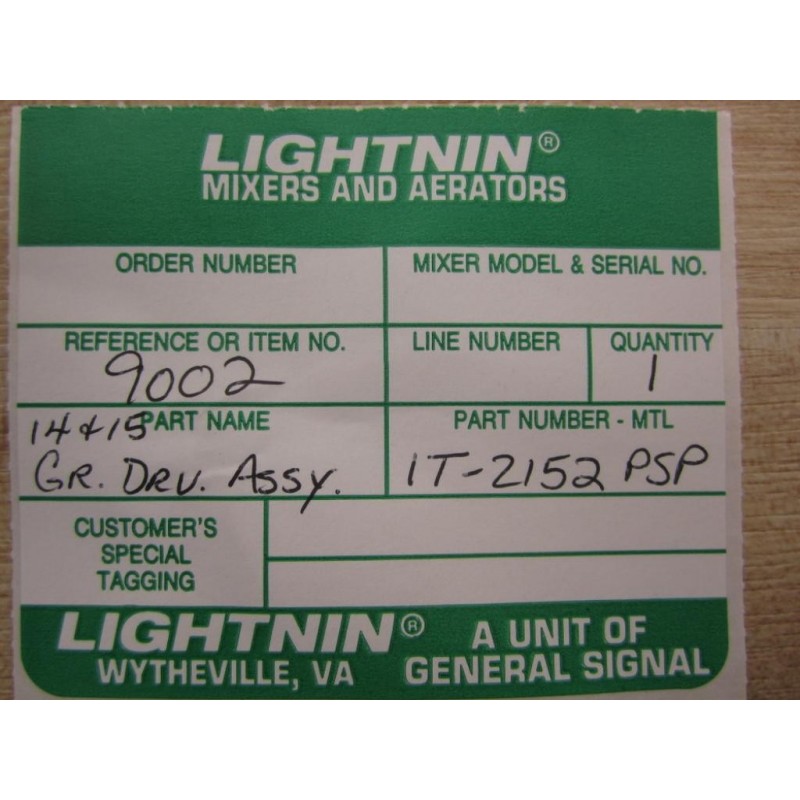 LIGHTNIN®
MIXERS AND AERATORS
ORDER NUMBER
MIXER MODEL & SERIAL NO.
REFERENCE OR ITEM NO.
9002
LINE NUMBER
QUANTITY
1
PART NAME
14 & 15
GR. DRV. ASSY.
PART NUMBER - MTL
1T-2152 PSP
CUSTOMER'S
SPECIAL
TAGGING
LIGHTNIN®
WYTHEVILLE, VA
A UNIT OF
GENERAL SIGNAL